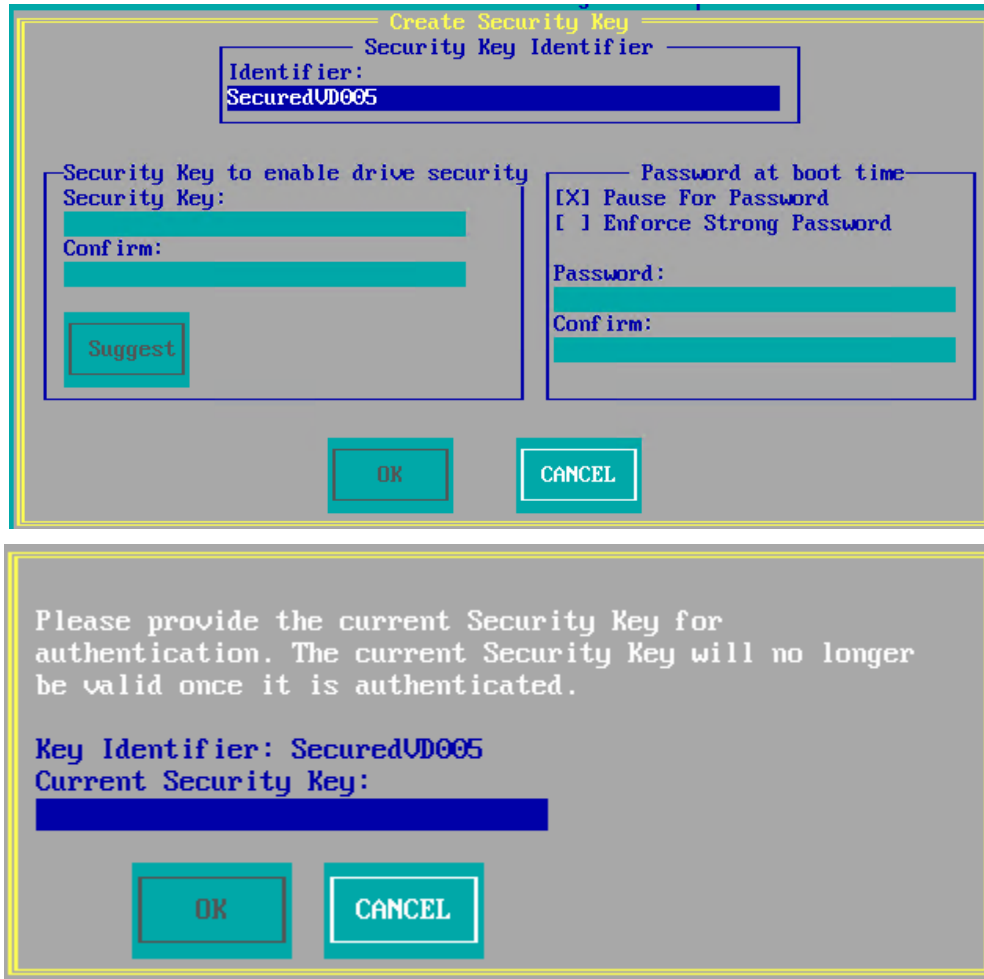 Create Security Key
Security Key Identifier
Identifier:
SecuredVD005
Security Key to enable drive security
Security Key:
Confirm:
Suggest
Password at boot time
[X] Pause For Password
[ ] Enforce Strong Password
Password:
Confirm:
OK
CANCEL
Please provide the current Security Key for
authentication. The current Security Key will no longer
be valid once it is authenticated.
Key Identifier: SecuredVD005
Current Security Key:
OK
CANCEL